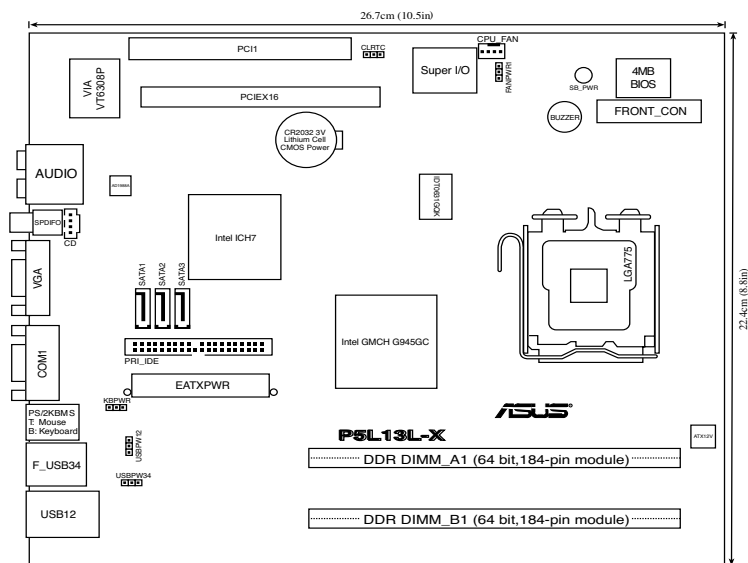 26.7cm (10.5in)
CPU_FAN
PCI1
CLRTC
Super I/O
FANPWR1
VIA
VT6308P
SB_PWR
4MB
BIOS
PCIEX16
FRONT_CON
BUZZER
CR2032 3V
Lithium Cell
CMOS Power
AUDIO
SPDIFO
CD
Intel ICH7
LGA775
22.4cm (8.8in)
VGA
SATA1
SATA2
SATA3
Intel GMCH G945GC
COM1
PRI_IDE
EATXPWR
KBPWR
PS/2KBMS
T: Mouse
B: Keyboard
ASUS
P5L13L-X
ATX12V
USBPW12
F_USB34
DDR DIMM_A1 (64 bit,184-pin module)
USBPW34
USB12
DDR DIMM_B1 (64 bit,184-pin module)